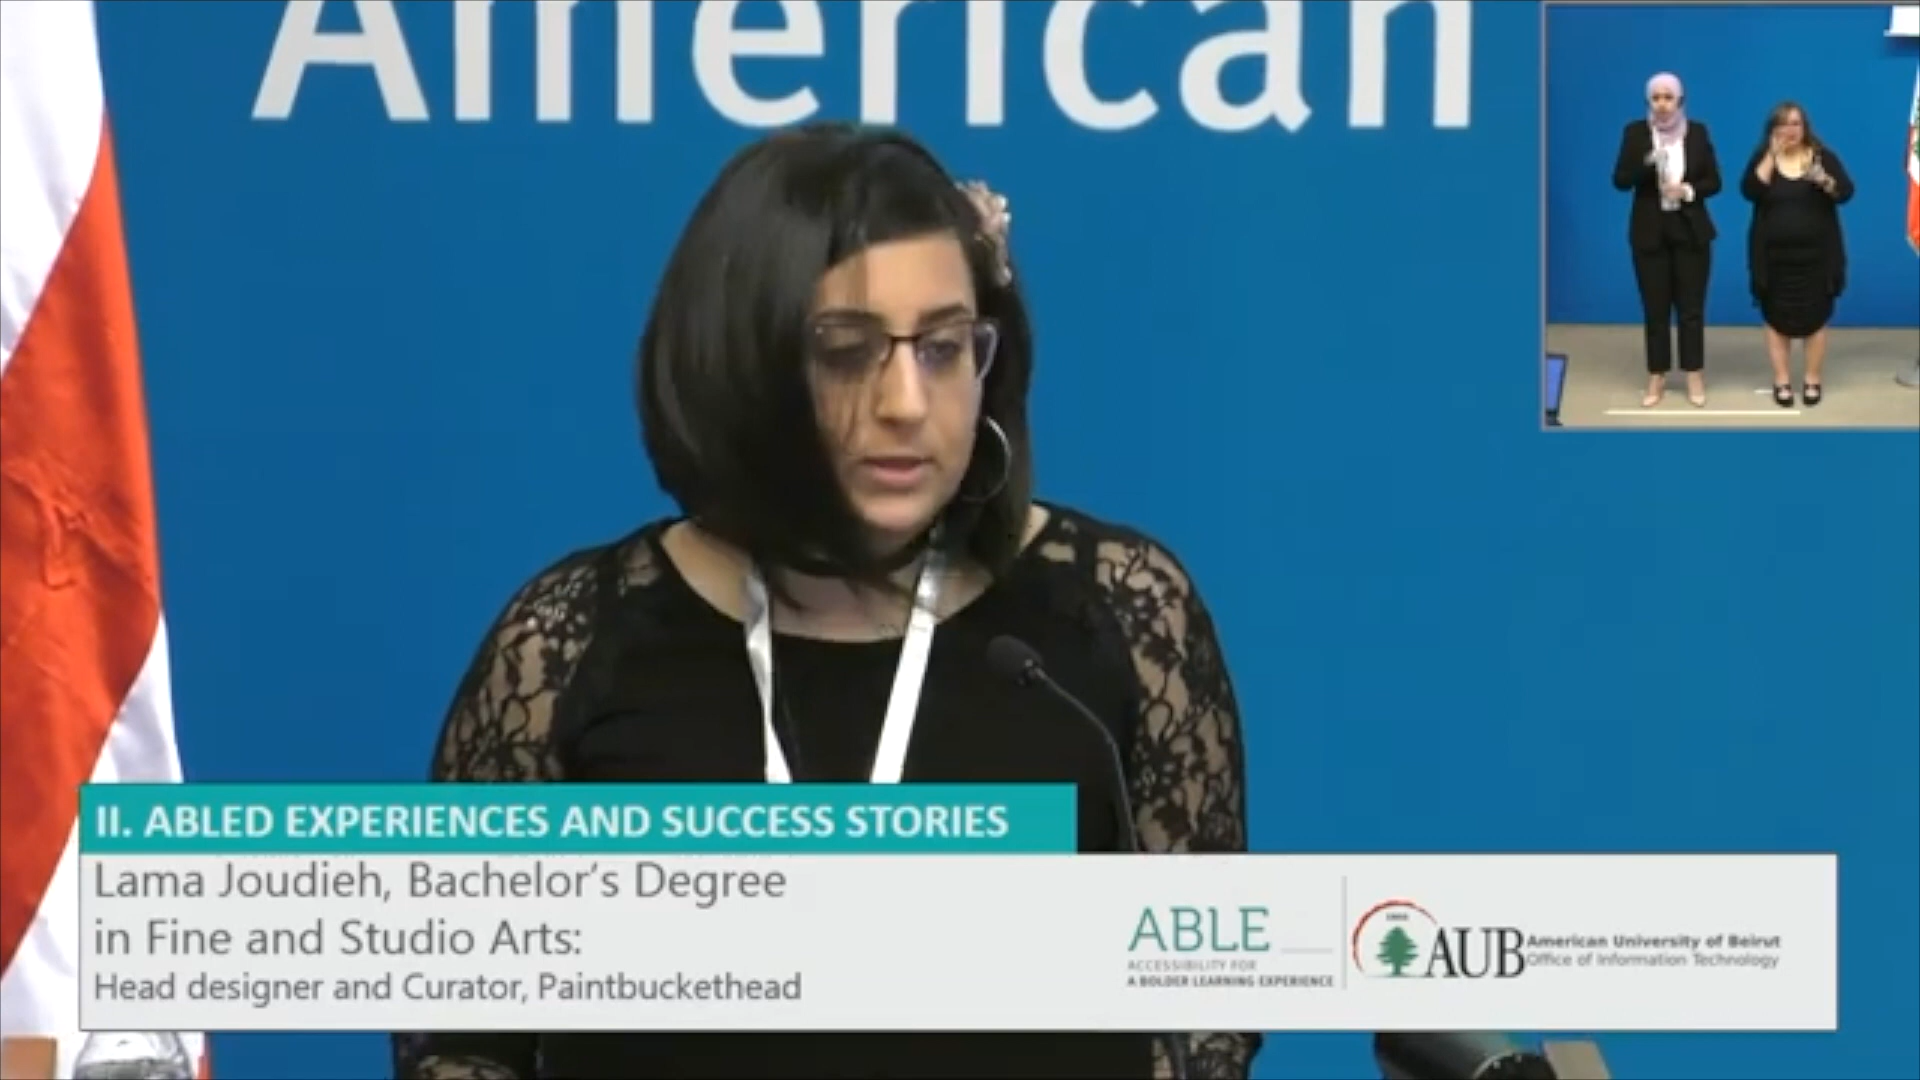 American
II. ABLED EXPERIENCES AND SUCCESS STORIES
Lama Joudieh, Bachelor's Degree
in Fine and Studio Arts:
Head designer and Curator, Paintbuckethead
ABLE
ACCESSIBILITY FOR
A BOLDER LEARNING EXPERIENCE
AUB
American University of Beirut
Office of Information Technology